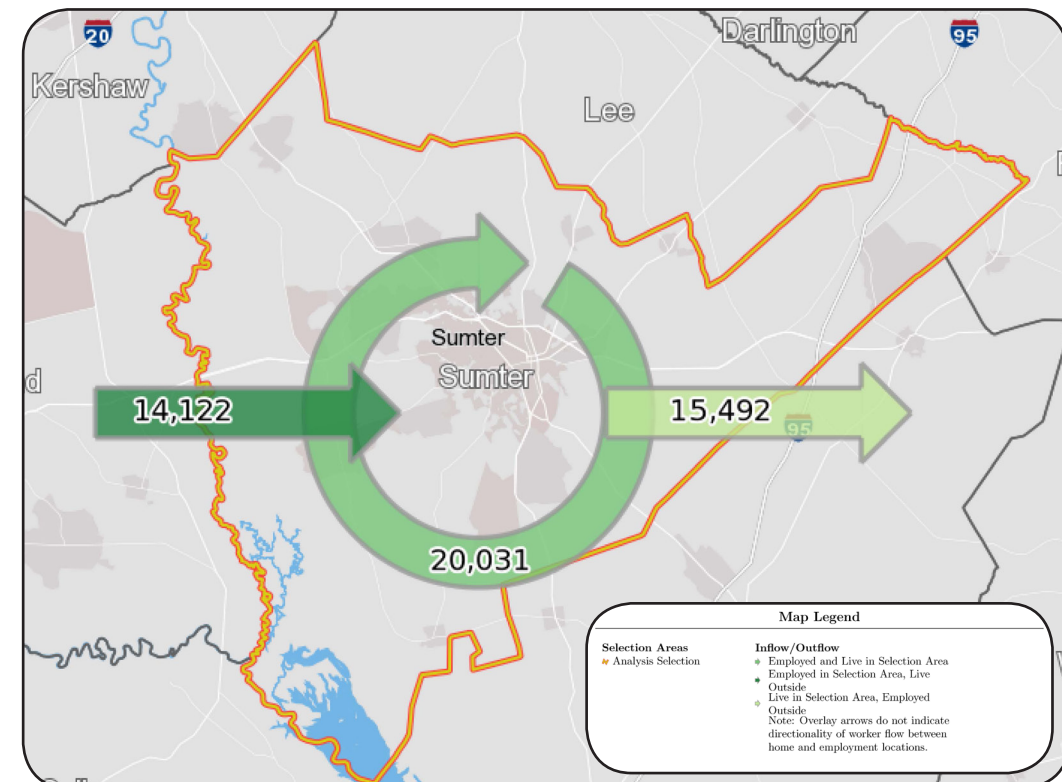 20
Darlington
95
Kershaw
Lee
Sumter
Sumter
d
14,122
15,492
95
20,031
Map Legend
Selection Areas
Analysis Selection
Inflow/Outflow
Employed and Live in Selection Area
Employed in Selection Area, Live
Outside
Live in Selection Area, Employed
Outside
Note: Overlay arrows do not indicate
directionality of worker flow between
home and employment locations.